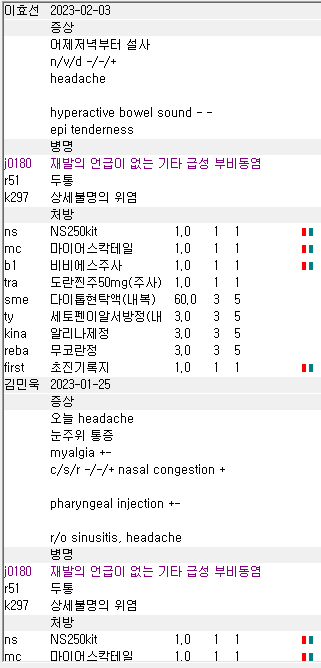 이효선 2023-02-03
증상
어제저녁부터 설사
n/v/d -/-/+
headache
hyperactive bowel sound - -
epi tenderness
병명
j0180 재발의 언급이 없는 기타 급성 부비동염
r51 두통
k297 상세불명의 위염
처방
ns NS250kit 1,0 1 1
mc 마이어스칵테일 1,0 1 1
b1 비비에스주사 1,0 1 1
tra 도란찐주50mg(주사) 1,0 1 1
sme 다이톱현탁액(내복) 60,0 3 5
ty 세토펜이알서방정(내 3,0 3 5
kina 알리나제정 3,0 3 5
reba 무코란정 3,0 3 5
first 초진기록지 1,0 1 1
김민욱 2023-01-25
증상
오늘 headache
눈주위 통증
myalgia +-
c/s/r -/-/+ nasal congestion +
pharyngeal injection +-
r/o sinusitis, headache
병명
j0180 재발의 언급이 없는 기타 급성 부비동염
r51 두통
k297 상세불명의 위염
처방
ns NS250kit 1,0 1 1
mc 마이어스칵테일 1,0 1 1